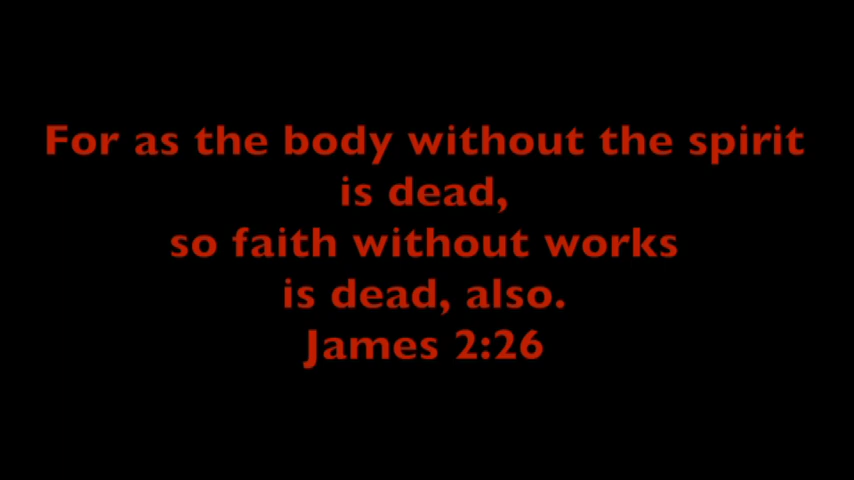 For as the body without the spirit
is dead,
so faith without works
is dead, also.
James 2:26